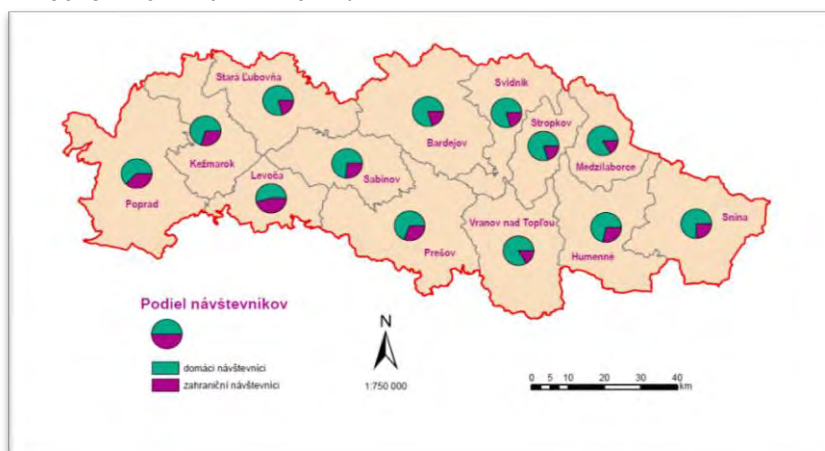 Stará Ľubovňa
Svidník
Stropkov
Bardejov
Kežmarok
Medzilaborce
Levoča
Sabinov
Poprad
Snina
Vranov nad Topľou
Prešov
Humenné
Podiel návštevníkov
domáci návštevníci
zahraniční návštevníci
N
1:750 000
0 5 10 20 30 40
km